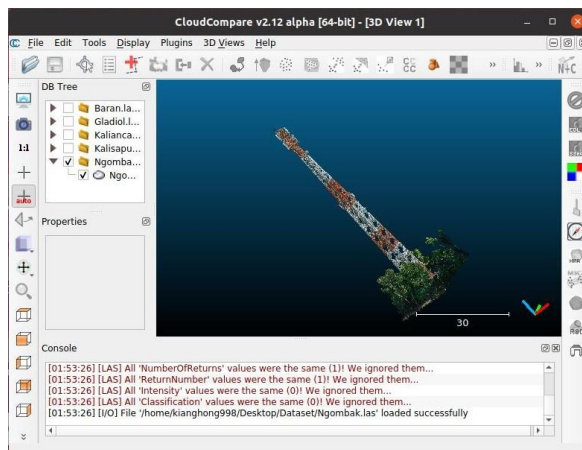 CloudCompare v2.12 alpha [64-bit] - [3D View 1]
File Edit Tools Display Plugins 3D Views Help
N+C
DB Tree
Baran.la...
Gladiol.l...
Kalianca...
Kalisapu...
Ngomba...
Ngo...
1:1
auto
Properties
30
Console
[01:53:26] [LAS] All 'NumberOfReturns' values were the same (1)! We ignored them...
[01:53:26] [LAS] All 'ReturnNumber' values were the same (1)! We ignored them...
[01:53:26] [LAS] All 'Intensity' values were the same (0)! We ignored them...
[01:53:26] [LAS] All 'Classification' values were the same (0)! We ignored them...
[01:53:26] [I/O] File '/home/kianghong998/Desktop/Dataset/Ngombak.las' loaded successfully